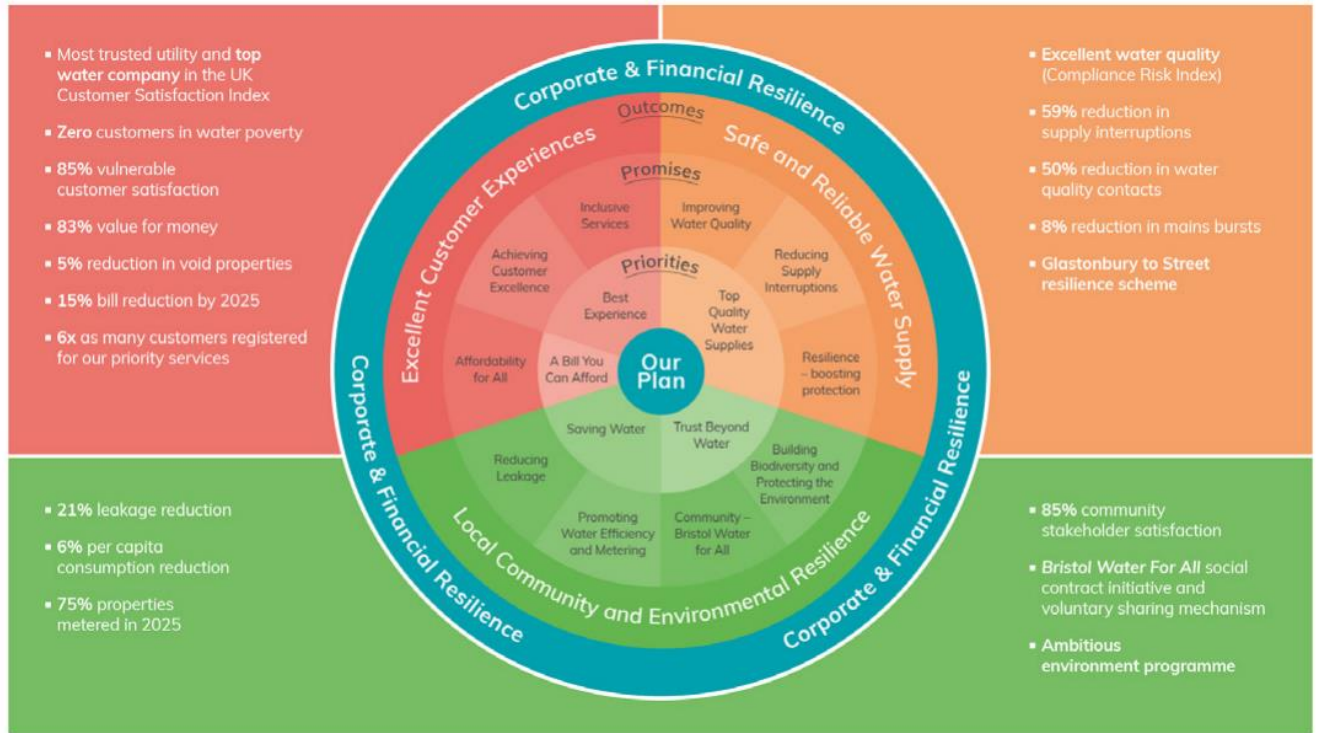 ▪ Most trusted utility and top
water company in the UK
Customer Satisfaction Index
▪ Zero customers in water poverty
▪ 85% vulnerable
customer satisfaction
▪ 83% value for money
▪ 5% reduction in void properties
▪ 15% bill reduction by 2025
▪ 6x as many customers registered
for our priority services
▪ Excellent water quality
(Compliance Risk Index)
▪ 59% reduction in
supply interruptions
▪ 50% reduction in water
quality contacts
▪ 8% reduction in mains bursts
▪ Glastonbury to Street
resilience scheme
Corporate & Financial Resilience
Corporate & Financial Resilience
Corporate & Financial Resilience
Outcomes
Excellent Customer Experiences
Safe and Reliable Water Supply
Local Community and Environmental Resilience
Promises
Inclusive
Services
Improving
Water Quality
Achieving
Customer
Excellence
Reducing
Supply
Interruptions
Affordability
for All
Resilience
– boosting
protection
Reducing
Leakage
Building
Biodiversity and
Protecting the
Environment
Promoting
Water Efficiency
and Metering
Community –
Bristol Water
for All
Priorities
Best
Experience
Top
Quality
Water
Supplies
A Bill You
Can Afford
Saving Water
Trust Beyond
Water
Our
Plan
▪ 21% leakage reduction
▪ 6% per capita
consumption reduction
▪ 75% properties
metered in 2025
▪ 85% community
stakeholder satisfaction
▪ Bristol Water For All social
contract initiative and
voluntary sharing mechanism
▪ Ambitious
environment programme